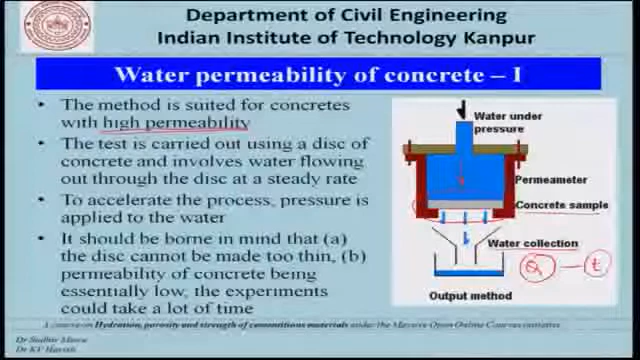 Department of Civil Engineering
Indian Institute of Technology Kanpur
Water permeability of concrete – I
• The method is suited for concretes
with high permeability
• The test is carried out using a disc of
concrete and involves water flowing
out through the disc at a steady rate
• To accelerate the process, pressure is
applied to the water
• It should be borne in mind that (a)
the disc cannot be made too thin, (b)
permeability of concrete being
essentially low, the experiments
could take a lot of time
Water under
pressure
Permeameter
Concrete sample
Water collection
Q – t
Output method
A course on Hydration, porosity and strength of cementitious materials under the Massive Open Online Courses initiative
Dr Sudhir Misra
Dr KV Harish